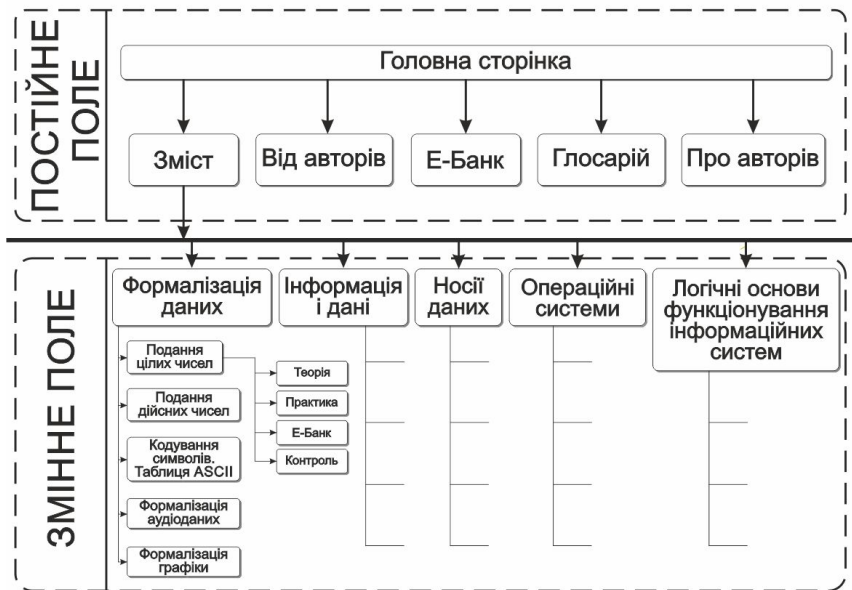 ПОСТІЙНЕ
ПОЛЕ
Головна сторінка
Зміст
Від авторів
Е-Банк
Глосарій
Про авторів
ЗМІННЕ ПОЛЕ
Формалізація
даних
Інформація
і дані
Носії
даних
Операційні
системи
Логічні основи
функціонування
інформаційних
систем
Подання
цілих чисел
Подання
дійсних чисел
Кодування
символів.
Таблиця ASCII
Формалізація
аудіоданих
Формалізація
графіки
Теорія
Практика
Е-Банк
Контроль